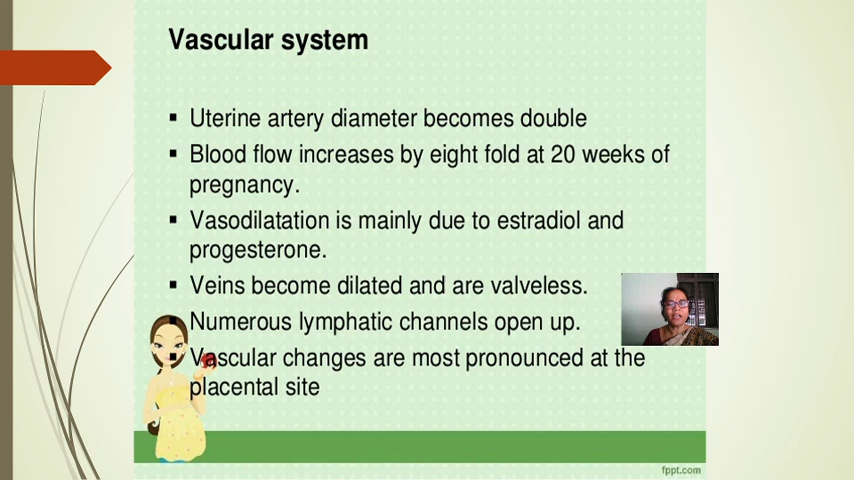 Vascular system
▪ Uterine artery diameter becomes double
▪ Blood flow increases by eight fold at 20 weeks of
pregnancy.
▪ Vasodilatation is mainly due to estradiol and
progesterone.
▪ Veins become dilated and are valveless.
▪ Numerous lymphatic channels open up.
▪ Vascular changes are most pronounced at the
placental site
fppt.com